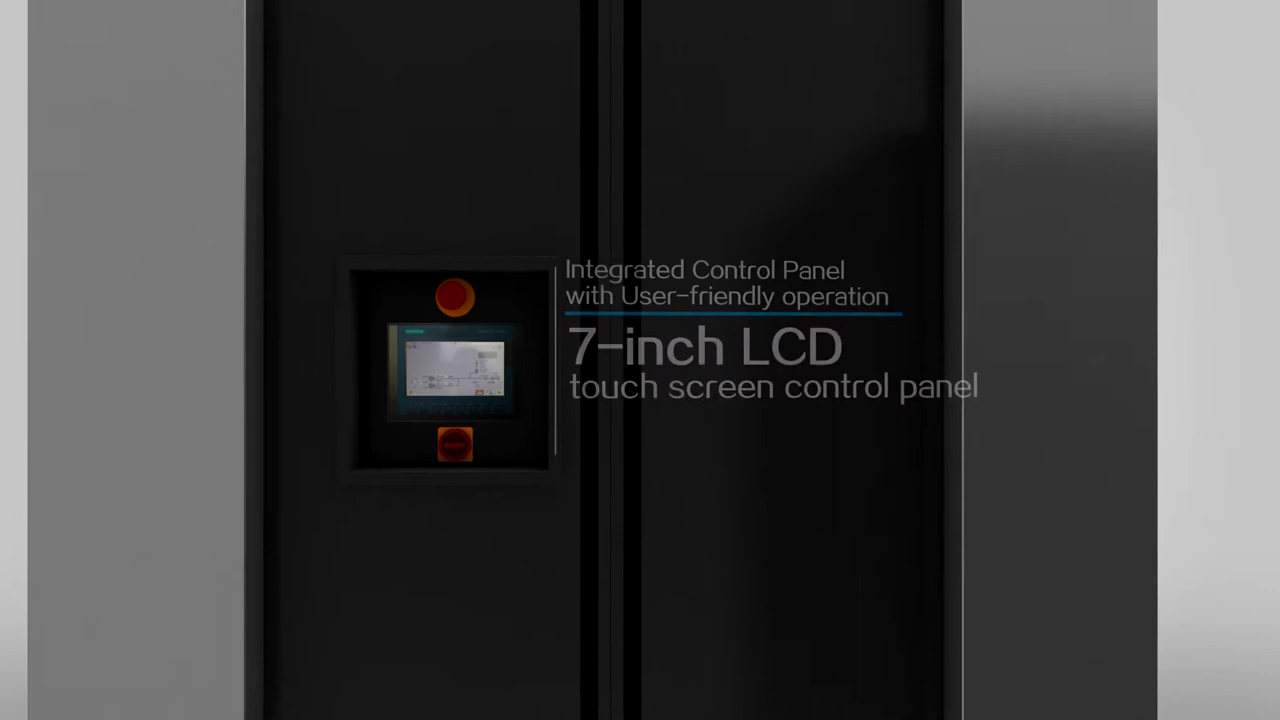 Integrated Control Panel
with User-friendly operation
7-inch LCD
touch screen control panel